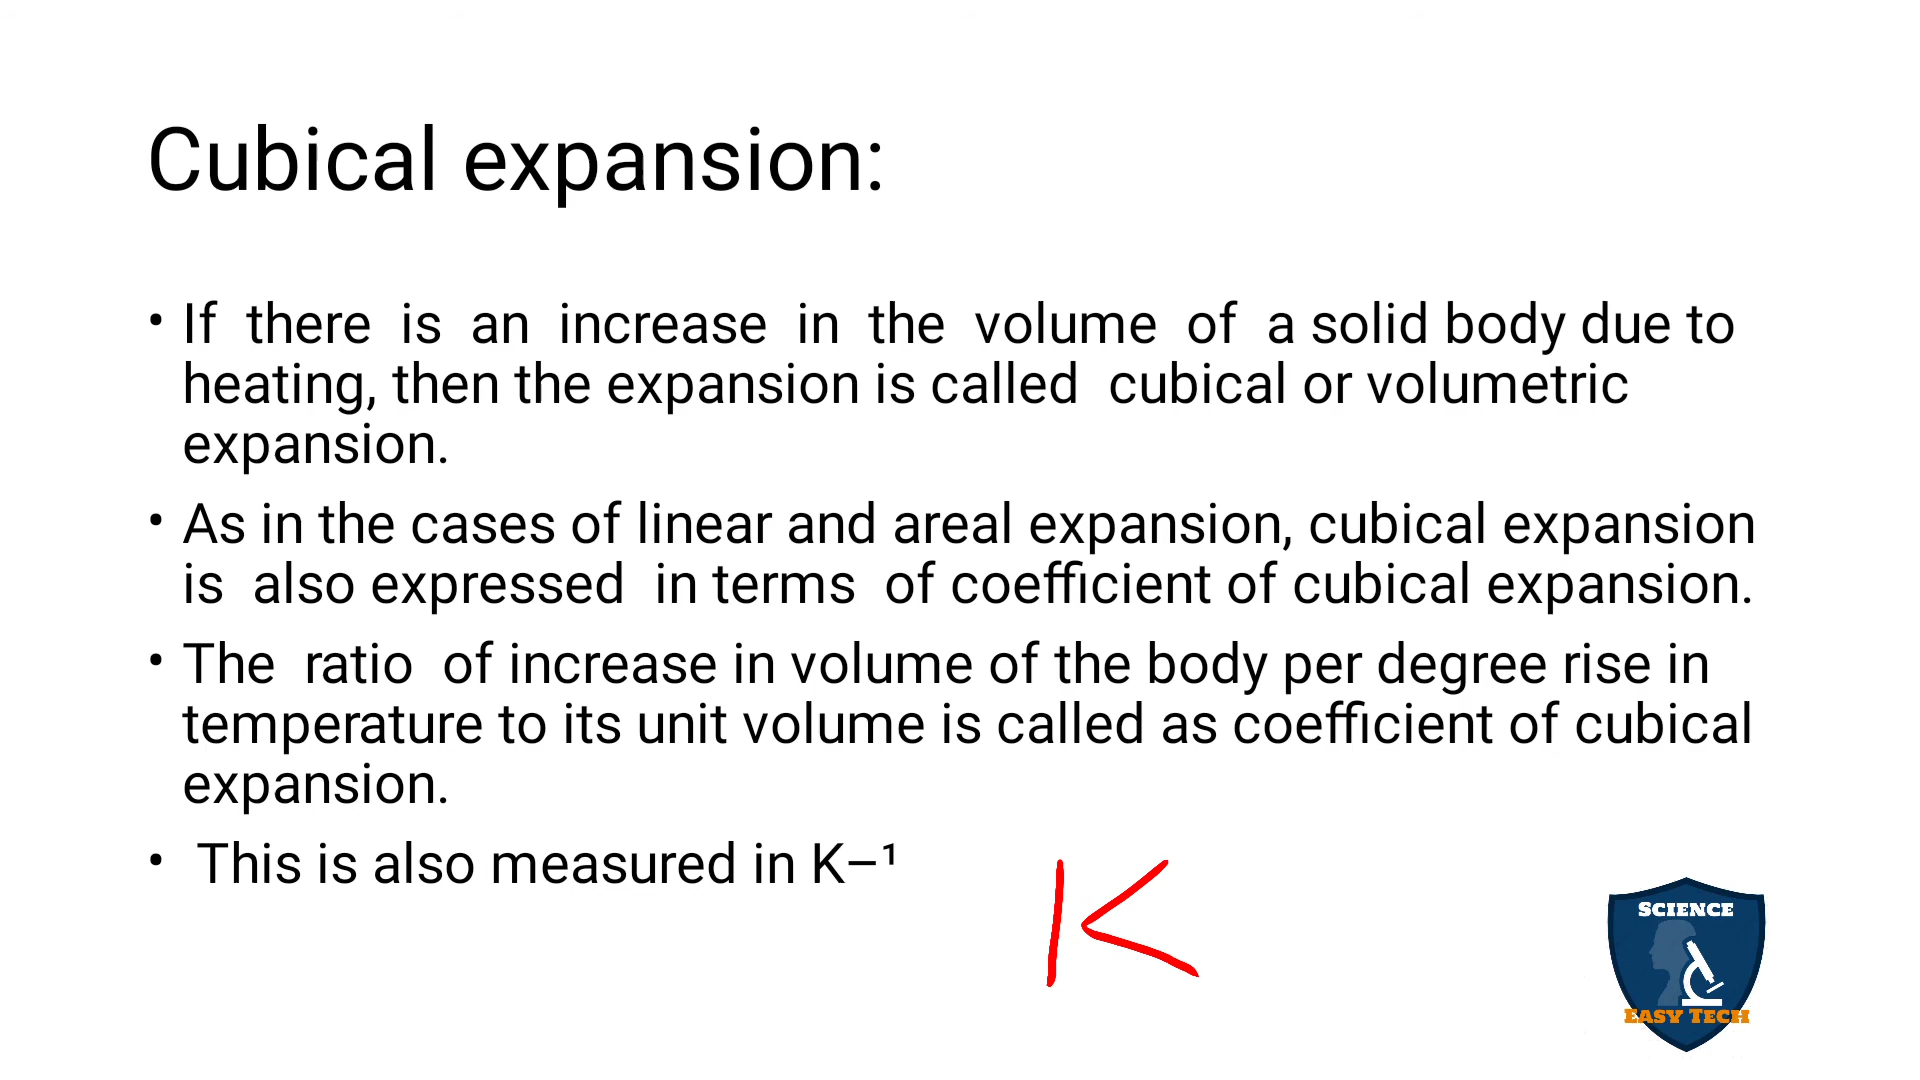 Cubical expansion:
• If there is an increase in the volume of a solid body due to
heating, then the expansion is called cubical or volumetric
expansion.
• As in the cases of linear and areal expansion, cubical expansion
is also expressed in terms of coefficient of cubical expansion.
• The ratio of increase in volume of the body per degree rise in
temperature to its unit volume is called as coefficient of cubical
expansion.
• This is also measured in K–¹
K
SCIENCE
EASY TECH